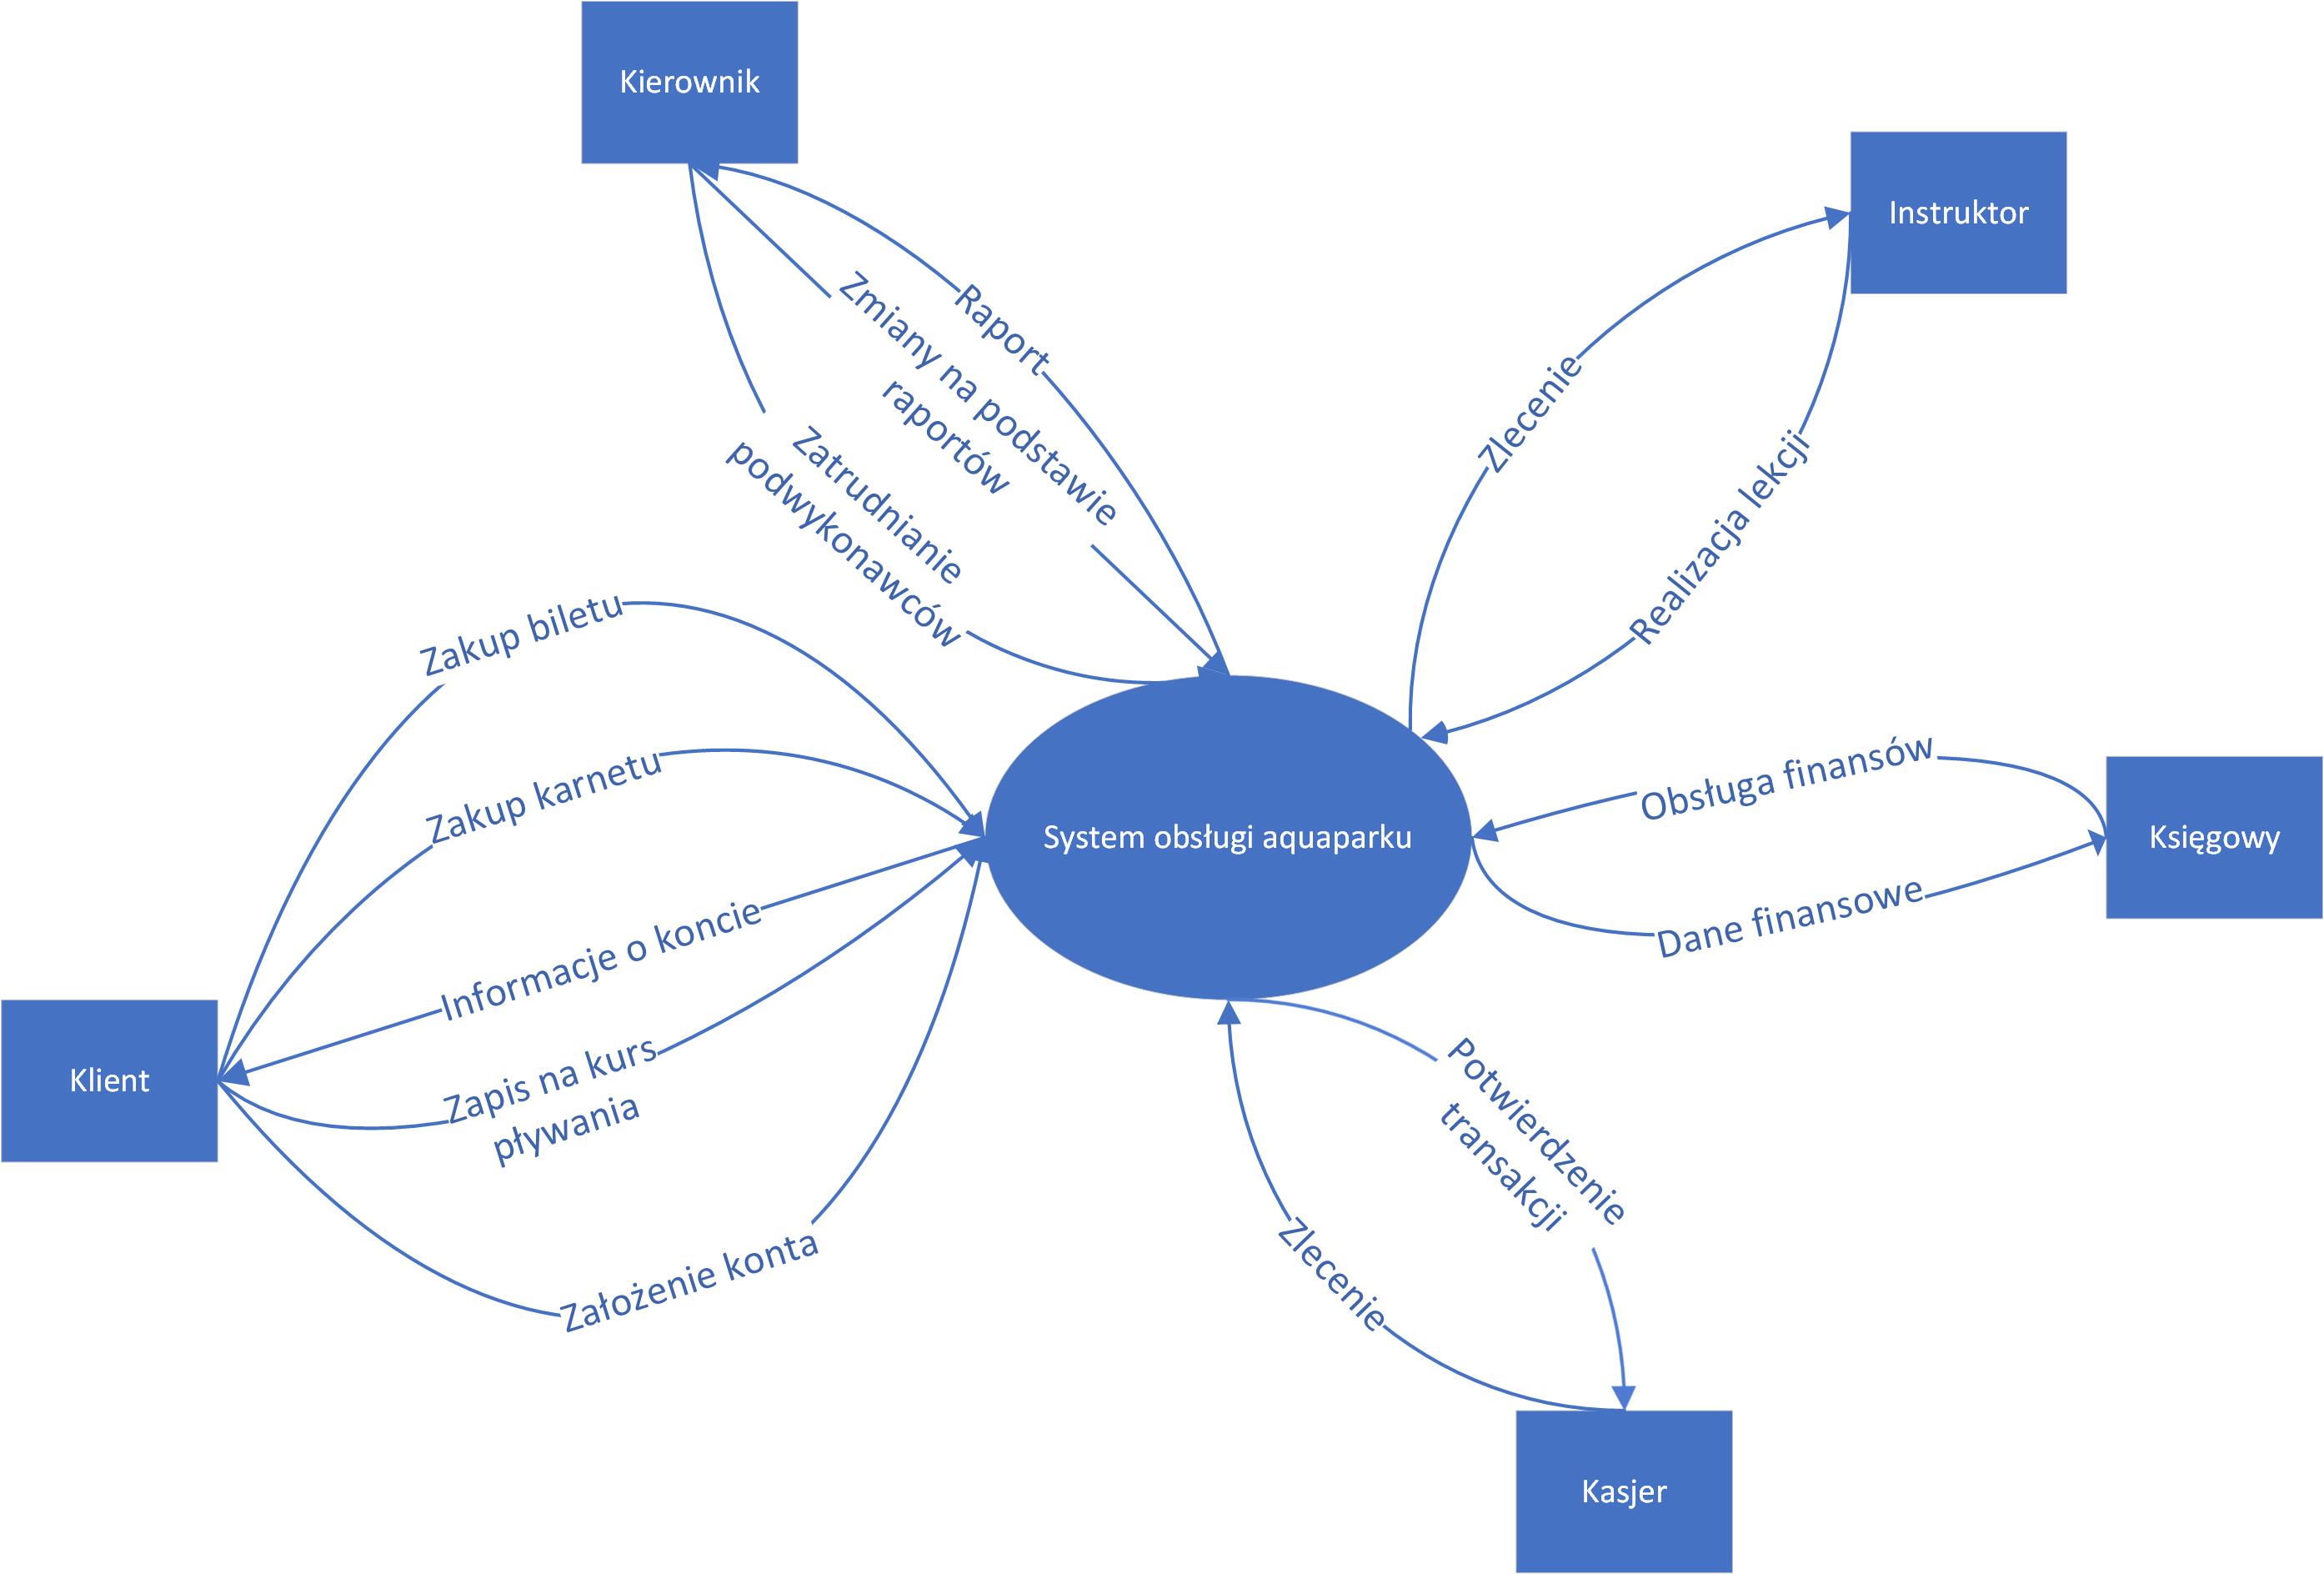 Kierownik
Instruktor
Raport
Zmiany na podstawie
raportów
Zatrudnianie
podwykonawców
Zlecenie
Realizacja lekcji
Zakup biletu
Zakup karnetu
Informacje o koncie
Zapis na kurs
pływania
Założenie konta
System obsługi aquaparku
Obsługa finansów
Dane finansowe
Ksiegowy
Klient
Potwierdzenie
transakcji
Zlecenie
Kasjer